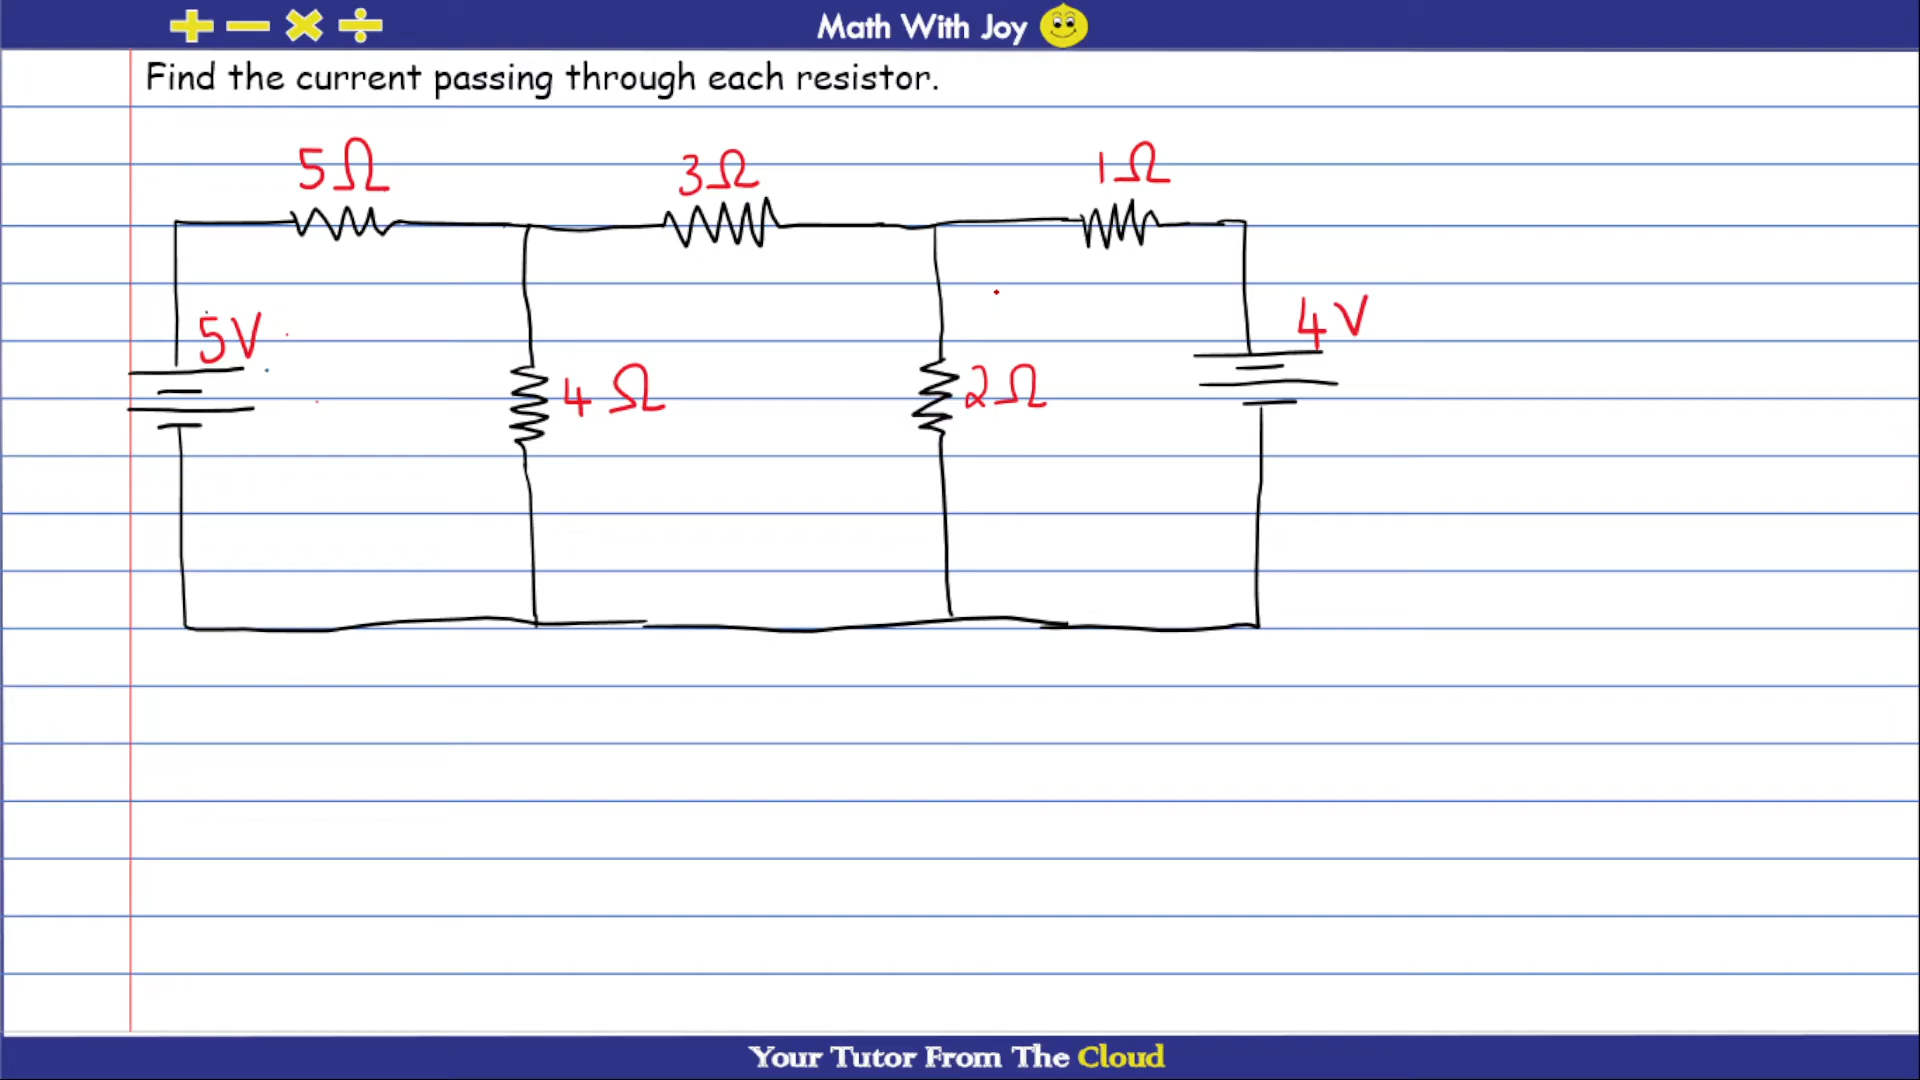 Math With Joy
Find the current passing through each resistor.
5Ω 3Ω 1Ω
5V 4V
4Ω 2Ω
Your Tutor From The Cloud